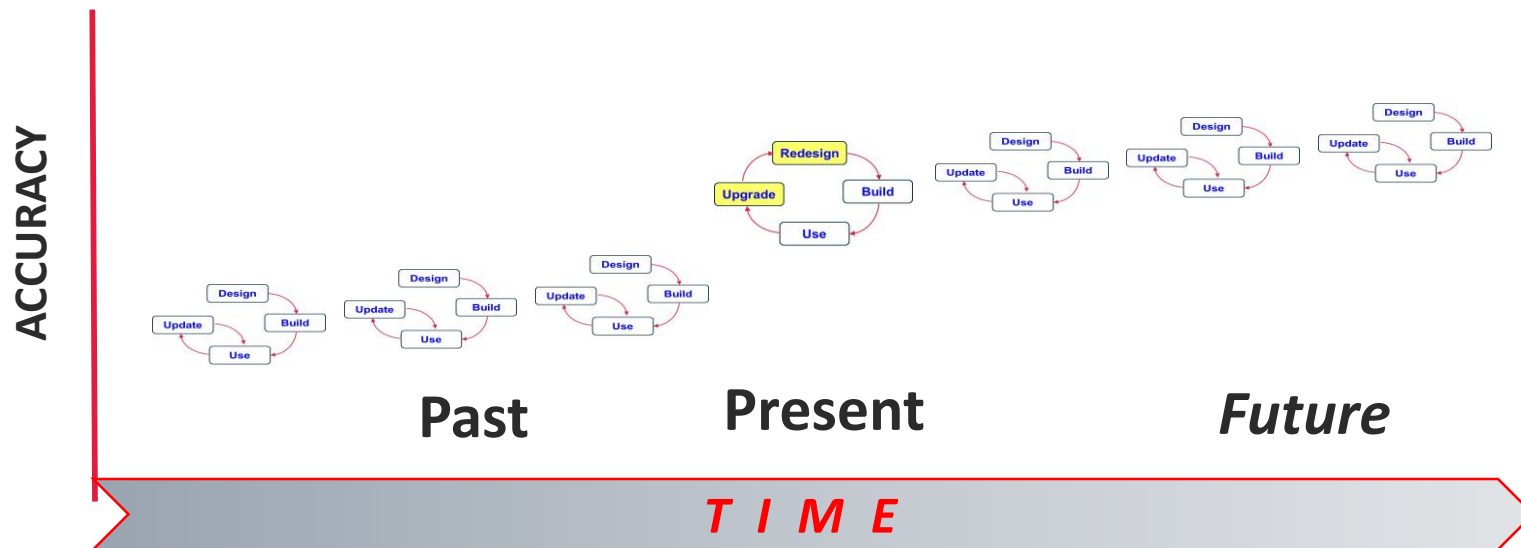 ACCURACY
Design
Build
Use
Update
Design
Build
Use
Update
Design
Build
Use
Update
Redesign
Build
Use
Upgrade
Design
Build
Use
Update
Design
Build
Use
Update
Design
Build
Use
Update
Past
Present
Future
TIME